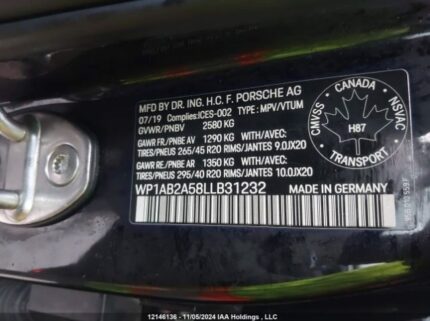 MFD BY DR. ING. H.C. F. PORSCHE AG
07/19 Complies:ICES-002 TYPE : MPV/VTUM
GVWR/PNBV 2580 KG
GAWR FR./PNBE AV 1290 KG WITH/AVEC.
TIRES/PNEUS 265/45 R20 RIMS/JANTES 9.0JX20
GAWR RE./PNBE AR 1350 KG WITH/AVEC.
TIRES/PNEUS 295/40 R20 RIMS/JANTES 10.0JX20
WP1AB2A58LLB31232 MADE IN GERMANY
CANADA
CMVSS
NSVAC
H87
TRANSPORT
12146136 - 11/05/2024 IAA Holdings , LLC